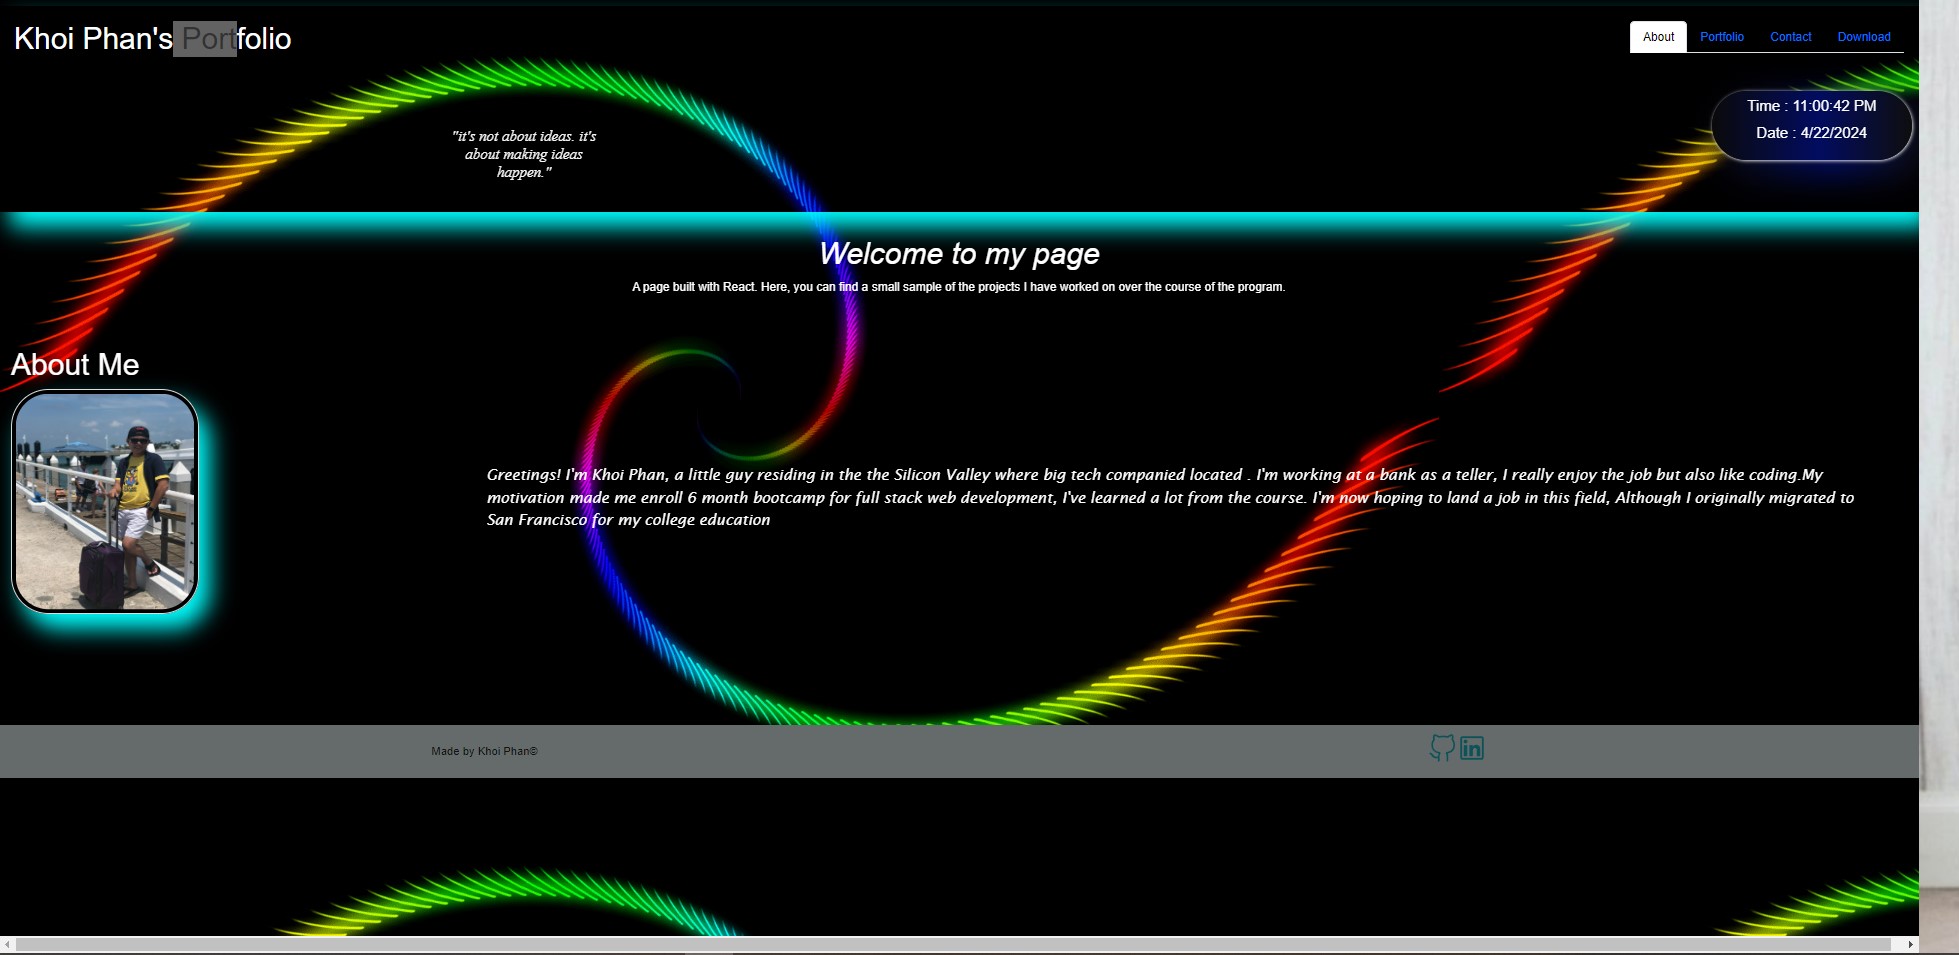 Khoi Phan's Portfolio
About Portfolio Contact Download
Time : 11:00:42 PM
Date : 4/22/2024
"it's not about ideas. it's
about making ideas
happen."
Welcome to my page
A page built with React. Here, you can find a small sample of the projects I have worked on over the course of the program.
About Me
Greetings! I'm Khoi Phan, a little guy residing in the the Silicon Valley where big tech companied located . I'm working at a bank as a teller, I really enjoy the job but also like coding.My
motivation made me enroll 6 month bootcamp for full stack web development, I've learned a lot from the course. I'm now hoping to land a job in this field, Although I originally migrated to
San Francisco for my college education
Made by Khoi Phan©
in